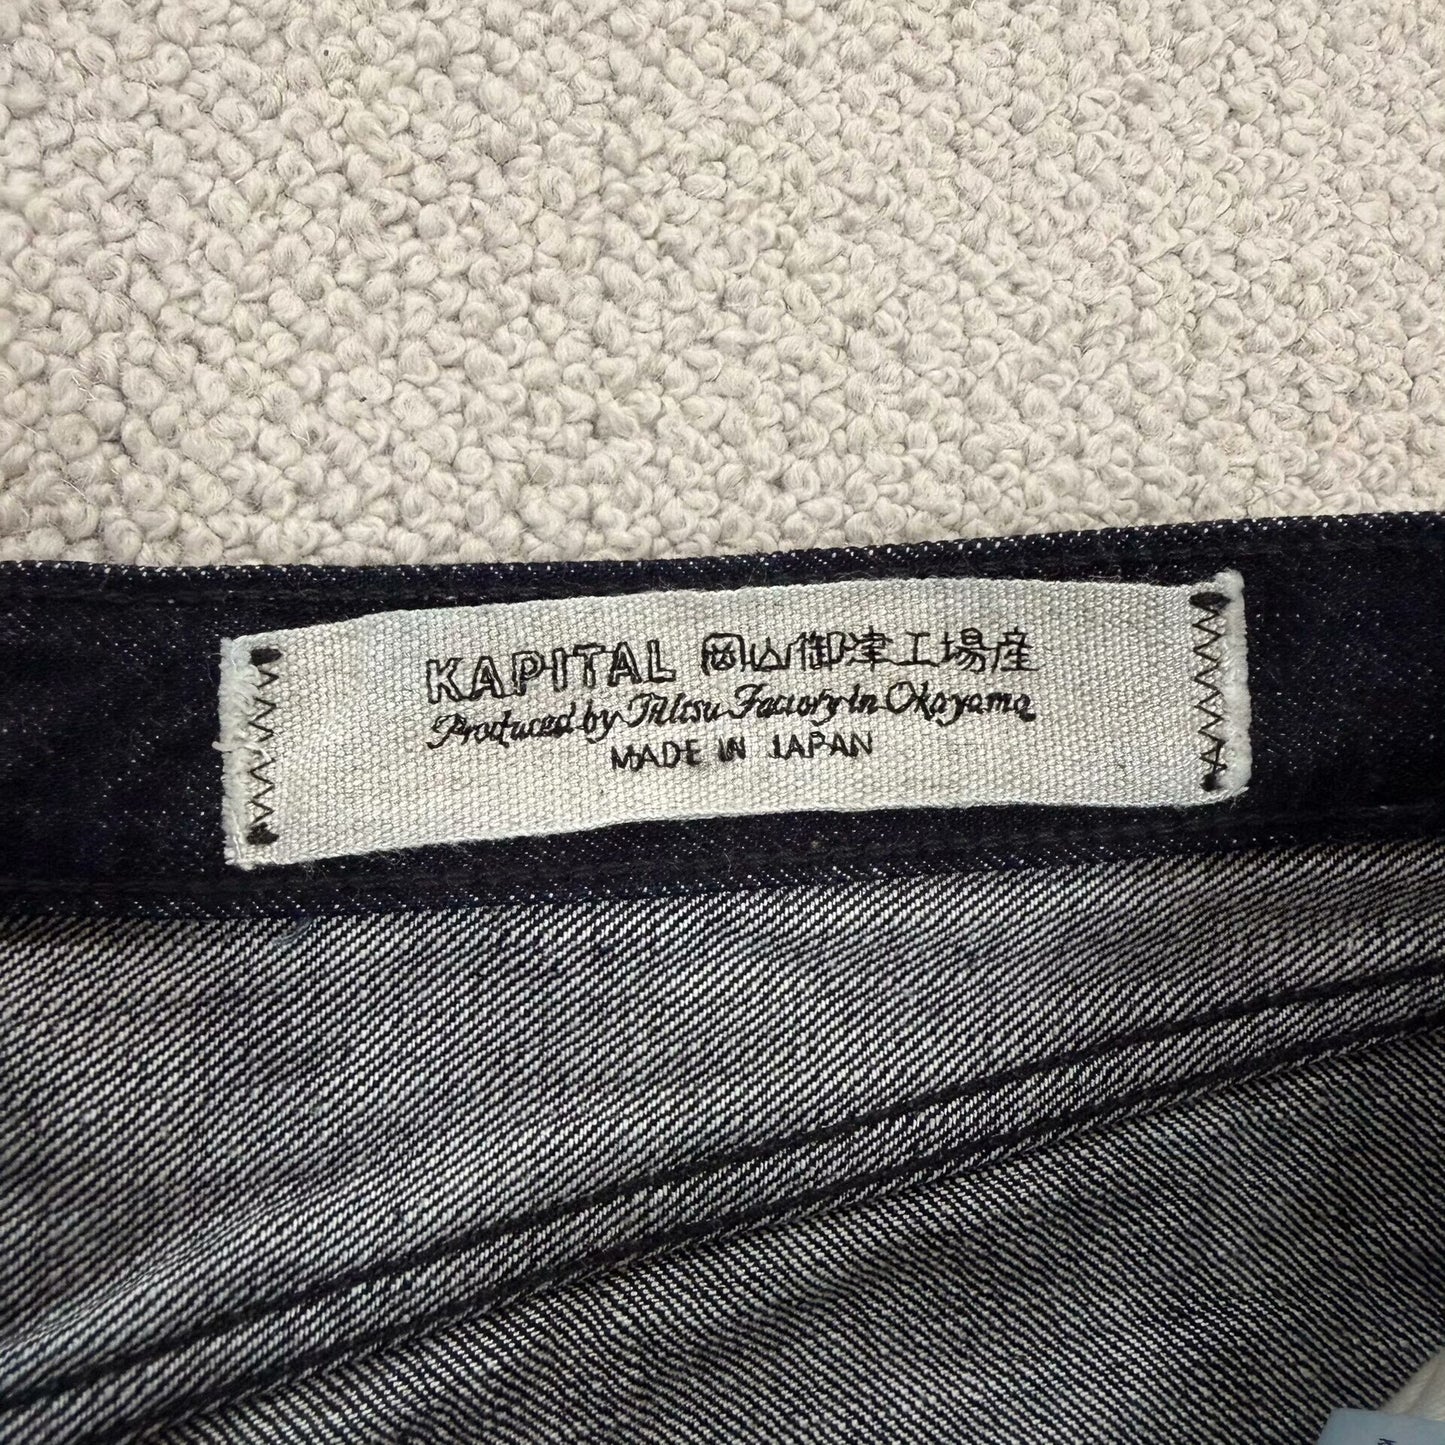 KAPITAL 岡山御津工場産
Produced by Mitsu Factory in Okayama
MADE IN JAPAN